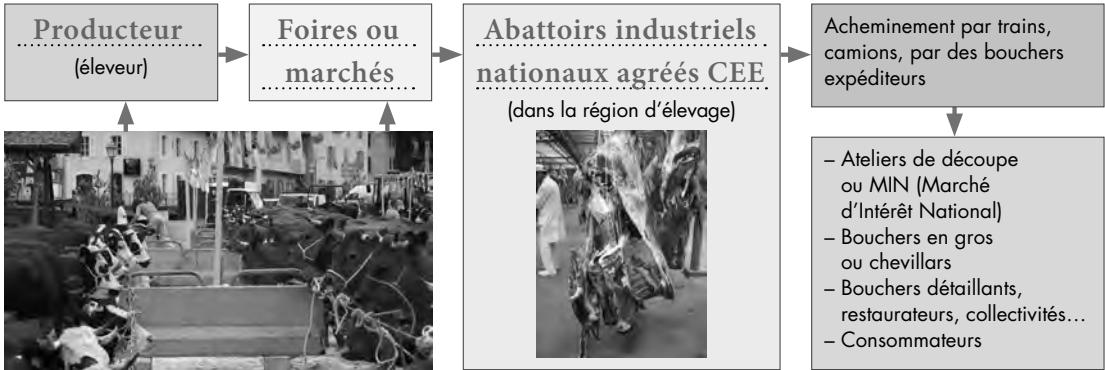 Producteur
(éleveur)
Foires ou
marchés
Abattoirs industriels
nationaux agréés CEE
(dans la région d’élevage)
Acheminement par trains,
camions, par des bouchers
expéditeurs
– Ateliers de découpe
ou MIN (Marché
d’Intérêt National)
– Bouchers en gros
ou chevillars
– Bouchers détaillants,
restaurateurs, collectivités…
– Consommateurs